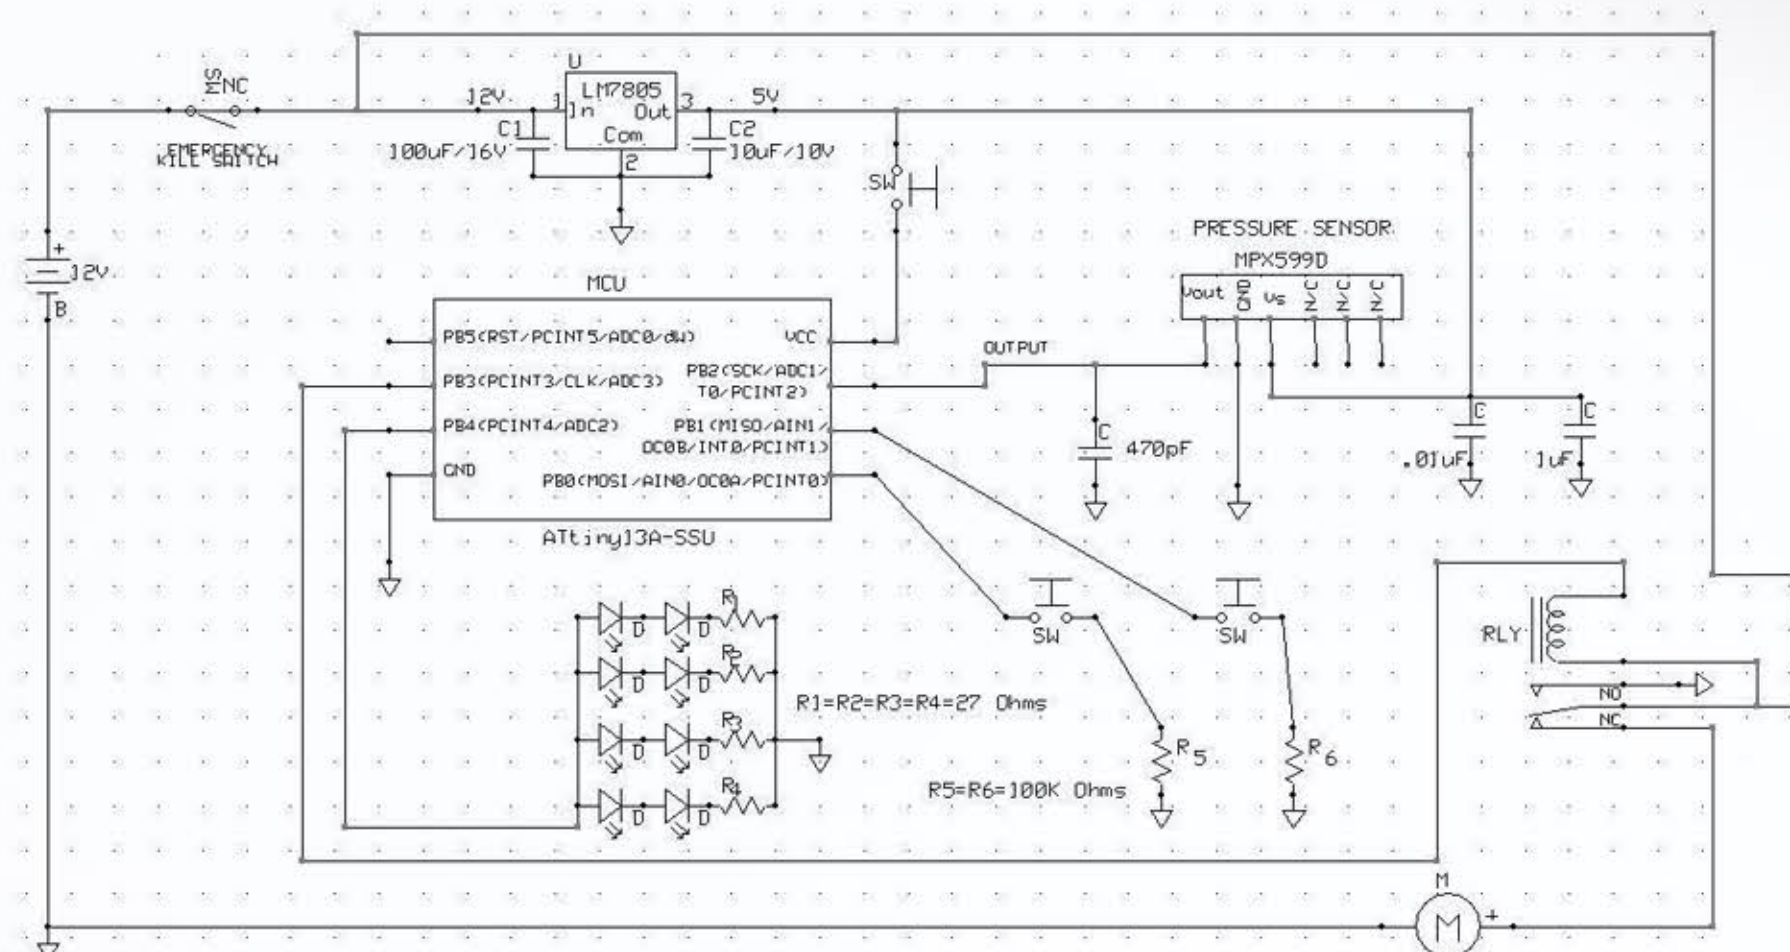 SW
NC
EMERGENCY
KILL SWITCH
12V
U
LM7805
1
In
Out
3
Com
2
5V
C1
100uF/16V
C2
10uF/10V
SW
+
12V
B
PRESSURE SENSOR
MPX599D
Vout
GND
Vs
N/C
N/C
N/C
MCU
PB5(RST/PCINT5/ADC0/dW)
VCC
PB3(PCINT3/CLK/ADC3)
PB2(SCK/ADC1/
T0/PCINT2)
PB4(PCINT4/ADC2)
PB1(MISO/AIN1/
OC0B/INT0/PCINT1)
GND
PB0(MOSI/AIN0/OC0A/PCINT0)
ATtiny13A-SSU
OUTPUT
C
470pF
C
.01uF
C
1uF
R1
D
D
R2
D
D
R3
D
D
R4
D
D
R1=R2=R3=R4=27 Ohms
SW
SW
R5
R6
R5=R6=100K Ohms
RLY
NO
NC
M
M
+